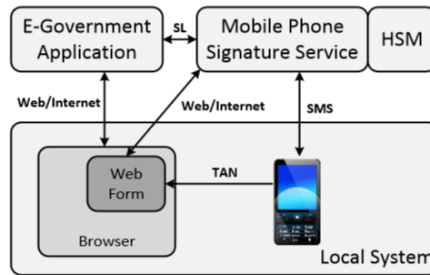 E-Government
Application
SL
Mobile Phone
Signature Service
HSM
Web/Internet
Web/Internet
SMS
Web
Form
TAN
Browser
Local System